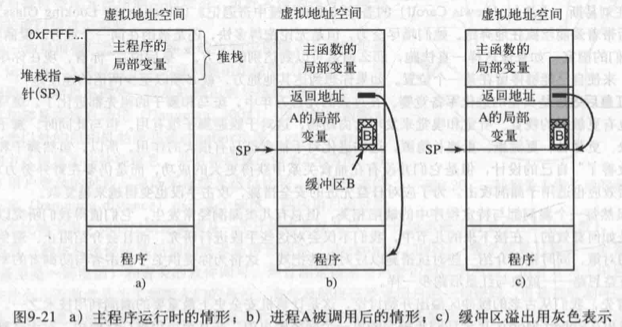 虚拟地址空间
虚拟地址空间
虚拟地址空间
0xFFFF...
主程序的
局部变量
堆栈
堆栈指
针(SP)
程序
a)
主函数的
局部变量
返回地址
A的局部
变量
B
SP
缓冲区B
程序
b)
主函数的
局部变量
返回地址
A的局部
变量
B
SP
程序
c)
图9-21 a) 主程序运行时的情形；b) 进程A被调用后的情形；c) 缓冲区溢出用灰色表示